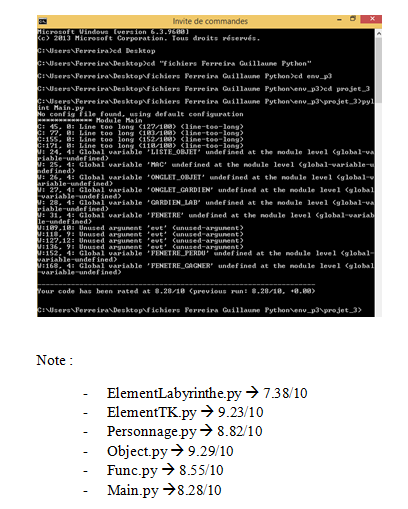 Invite de commandes
Microsoft Windows [version 6.3.9600]
(c) 2013 Microsoft Corporation. Tous droits réservés.
C:\Users\Ferreira>cd Desktop
C:\Users\Ferreira\Desktop>cd "fichiers Ferreira Guillaume Python"
C:\Users\Ferreira\Desktop\fichiers Ferreira Guillaume Python>cd env_p3
C:\Users\Ferreira\Desktop\fichiers Ferreira Guillaume Python\env_p3>cd projet_3
C:\Users\Ferreira\Desktop\fichiers Ferreira Guillaume Python\env_p3\projet_3>pyl
int Main.py
No config file found, using default configuration
************* Module Main
C: 45, 0: Line too long (127/100) (line-too-long)
C: 77, 0: Line too long (103/100) (line-too-long)
C:155, 0: Line too long (152/100) (line-too-long)
C:171, 0: Line too long (110/100) (line-too-long)
W: 24, 4: Global variable 'LISTE_OBJET' undefined at the module level (global-va
riable-undefined)
W: 25, 4: Global variable 'MAC' undefined at the module level (global-variable-u
ndefined)
W: 26, 4: Global variable 'ONGLET_OBJET' undefined at the module level (global-v
ariable-undefined)
W: 27, 4: Global variable 'ONGLET_GARDIEN' undefined at the module level (global
-variable-undefined)
W: 28, 4: Global variable 'GARDIEN_LAB' undefined at the module level (global-va
riable-undefined)
W: 31, 4: Global variable 'FENETRE' undefined at the module level (global-variab
le-undefined)
W:109,10: Unused argument 'evt' (unused-argument)
W:118, 9: Unused argument 'evt' (unused-argument)
W:127,12: Unused argument 'evt' (unused-argument)
W:136, 9: Unused argument 'evt' (unused-argument)
W:152, 4: Global variable 'FENETRE_PERDU' undefined at the module level (global-
variable-undefined)
W:168, 4: Global variable 'FENETRE_GAGNER' undefined at the module level (global
-variable-undefined)
Your code has been rated at 8.28/10 (previous run: 8.28/10, +0.00)
C:\Users\Ferreira\Desktop\fichiers Ferreira Guillaume Python\env_p3\projet_3>
Note :
- ElementLabyrinthe.py → 7.38/10
- ElementTK.py → 9.23/10
- Personnage.py → 8.82/10
- Object.py → 9.29/10
- Func.py → 8.55/10
- Main.py →8.28/10